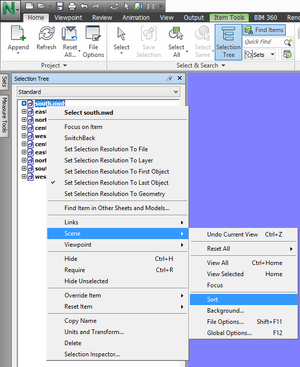 Home Viewpoint Review Animation View Output Item Tools BIM 360
Append
Refresh
Reset All...
File Options
Select
Save Selection
Select All
Select Same
Selection Tree
Find Items
Quick Find
Sets
Project
Select & Search
Sets
Measure Tools
Selection Tree
Standard
south.nwd
east
nort
cent
wes
cent
east
nort
sout
wes
Select south.nwd
Focus on Item
SwitchBack
Set Selection Resolution To File
Set Selection Resolution To Layer
Set Selection Resolution To First Object
Set Selection Resolution To Last Object
Set Selection Resolution To Geometry
Find Item in Other Sheets and Models...
Links
Scene
Viewpoint
Hide Ctrl+H
Require Ctrl+R
Hide Unselected
Override Item
Reset Item
Copy Name
Units and Transform...
Delete
Selection Inspector...
Undo Current View Ctrl+Z
Reset All
View All Ctrl+Home
View Selected Home
Focus
Sort
Background...
File Options... Shift+F11
Global Options... F12